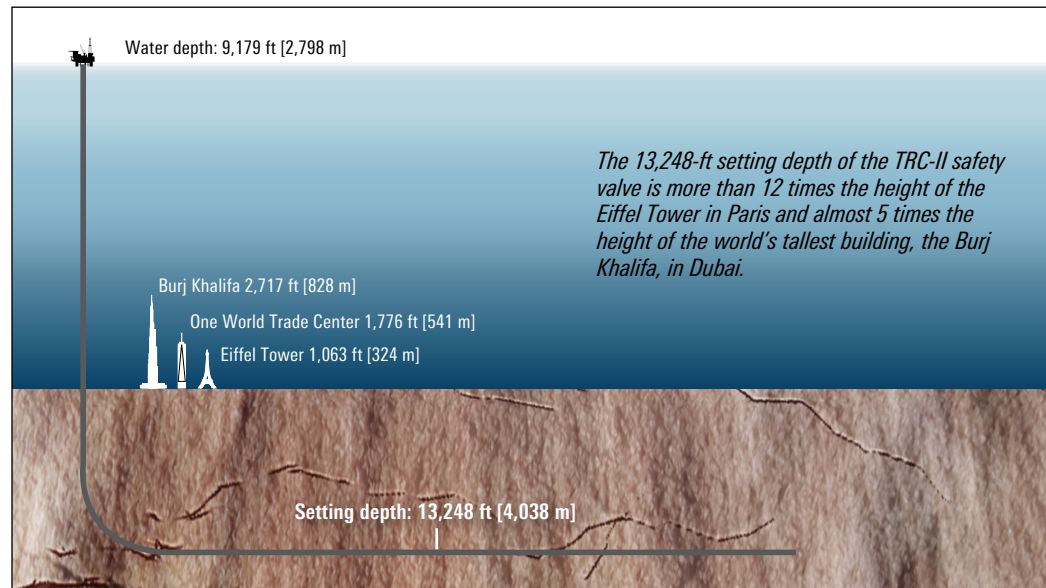 Water depth: 9,179 ft [2,798 m]
The 13,248-ft setting depth of the TRC-II safety
valve is more than 12 times the height of the
Eiffel Tower in Paris and almost 5 times the
height of the world's tallest building, the Burj
Khalifa, in Dubai.
Burj Khalifa 2,717 ft [828 m]
One World Trade Center 1,776 ft [541 m]
Eiffel Tower 1,063 ft [324 m]
Setting depth: 13,248 ft [4,038 m]